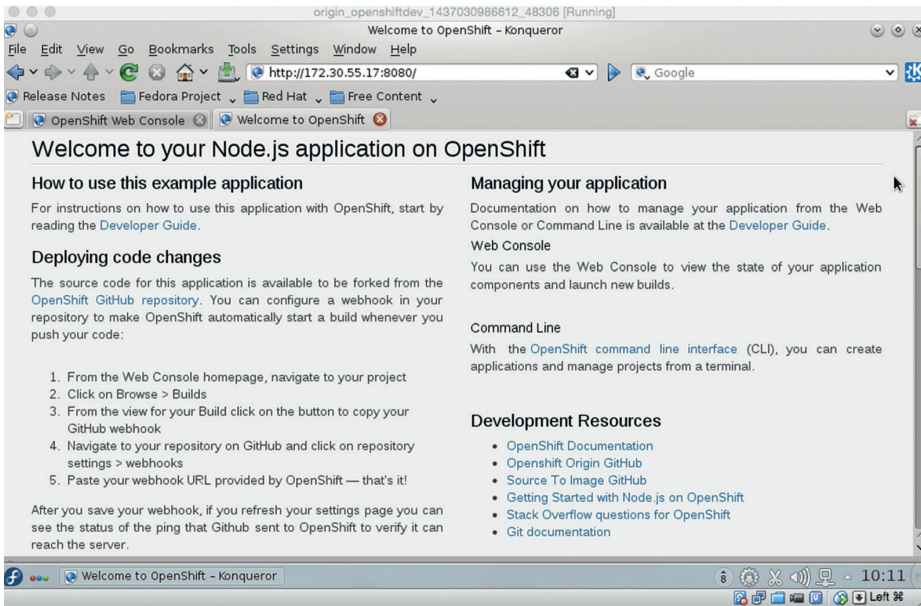 origin_openshiftdev_1437030986612_48306 [Running]
Welcome to OpenShift – Konqueror
File Edit View Go Bookmarks Tools Settings Window Help
http://172.30.55.17:8080/
Google
Release Notes Fedora Project Red Hat Free Content
OpenShift Web Console Welcome to OpenShift
Welcome to your Node.js application on OpenShift
How to use this example application
For instructions on how to use this application with OpenShift, start by
reading the Developer Guide.
Deploying code changes
The source code for this application is available to be forked from the
OpenShift GitHub repository. You can configure a webhook in your
repository to make OpenShift automatically start a build whenever you
push your code:
1. From the Web Console homepage, navigate to your project
2. Click on Browse > Builds
3. From the view for your Build click on the button to copy your
GitHub webhook
4. Navigate to your repository on GitHub and click on repository
settings > webhooks
5. Paste your webhook URL provided by OpenShift — that's it!
After you save your webhook, if you refresh your settings page you can
see the status of the ping that Github sent to OpenShift to verify it can
reach the server.
Managing your application
Documentation on how to manage your application from the Web
Console or Command Line is available at the Developer Guide.
Web Console
You can use the Web Console to view the state of your application
components and launch new builds.
Command Line
With the OpenShift command line interface (CLI), you can create
applications and manage projects from a terminal.
Development Resources
• OpenShift Documentation
• Openshift Origin GitHub
• Source To Image GitHub
• Getting Started with Node.js on OpenShift
• Stack Overflow questions for OpenShift
• Git documentation
Welcome to OpenShift – Konqueror
10:11
Left ⌘